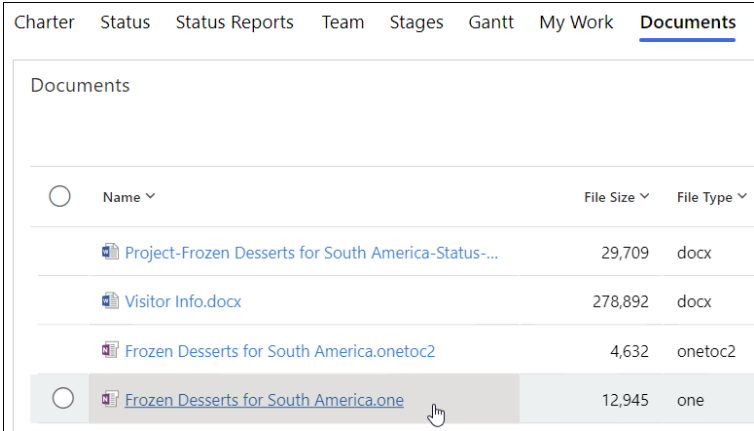 Charter Status Status Reports Team Stages Gantt My Work Documents
Documents
Name File Size File Type
Project-Frozen Desserts for South America-Status-... 29,709 docx
Visitor Info.docx 278,892 docx
Frozen Desserts for South America.onetoc2 4,632 onetoc2
Frozen Desserts for South America.one 12,945 one